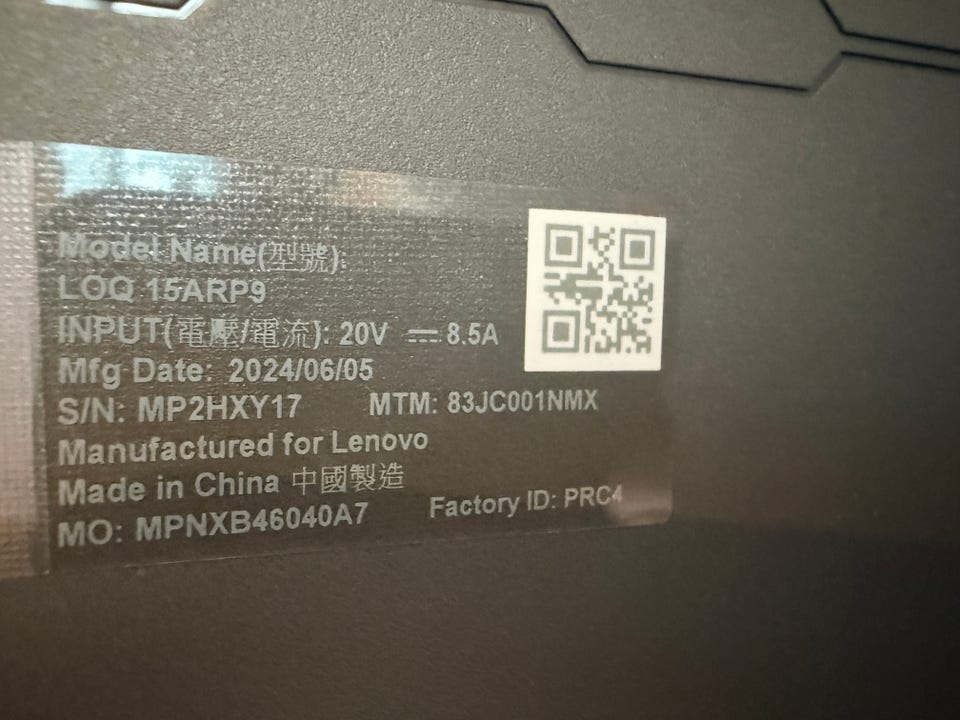 Model Name(型號):
LOQ 15ARP9
INPUT(電壓/電流): 20V ⎓ 8.5A
Mfg Date: 2024/06/05
S/N: MP2HXY17 MTM: 83JC001NMX
Manufactured for Lenovo
Made in China 中國製造
MO: MPNXB46040A7 Factory ID: PRC4